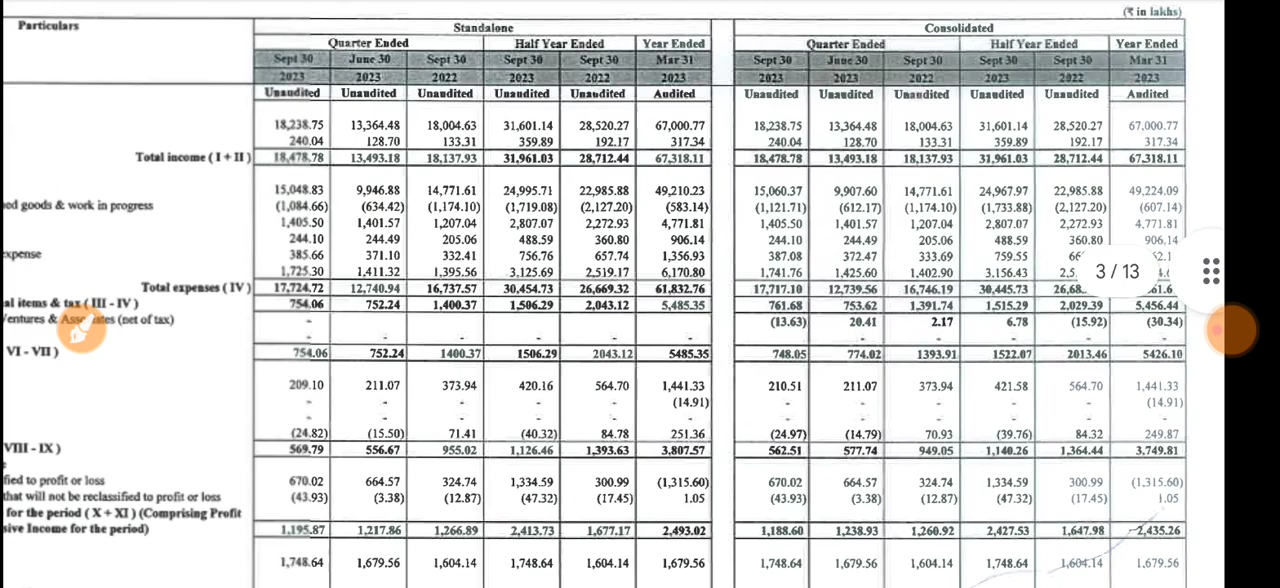 (₹ in lakhs)
Particulars Standalone Consolidated
Quarter Ended Half Year Ended Year Ended Quarter Ended Half Year Ended Year Ended
Sept 30 June 30 Sept 30 Sept 30 Sept 30 Mar 31 Sept 30 June 30 Sept 30 Sept 30 Sept 30 Mar 31
2023 2023 2022 2023 2022 2023 2023 2023 2022 2023 2022 2023
Unaudited Unaudited Unaudited Unaudited Unaudited Audited Unaudited Unaudited Unaudited Unaudited Unaudited Audited
18,238.75 13,364.48 18,004.63 31,601.14 28,520.27 67,000.77 18,238.75 13,364.48 18,004.63 31,601.14 28,520.27 67,000.77
240.04 128.70 133.31 359.89 192.17 317.34 240.04 128.70 133.31 359.89 192.17 317.34
Total income ( I + II ) 18,478.78 13,493.18 18,137.93 31,961.03 28,712.44 67,318.11 18,478.78 13,493.18 18,137.93 31,961.03 28,712.44 67,318.11
15,048.83 9,946.88 14,771.61 24,995.71 22,985.88 49,210.23 15,060.37 9,907.60 14,771.61 24,967.97 22,985.88 49,224.09
ed goods & work in progress (1,084.66) (634.42) (1,174.10) (1,719.08) (2,127.20) (583.14) (1,121.71) (612.17) (1,174.10) (1,733.88) (2,127.20) (607.14)
1,405.50 1,401.57 1,207.04 2,807.07 2,272.93 4,771.81 1,405.50 1,401.57 1,207.04 2,807.07 2,272.93 4,771.81
244.10 244.49 205.06 488.59 360.80 906.14 244.10 244.49 205.06 488.59 360.80 906.14
xpense 385.66 371.10 332.41 756.76 657.74 1,356.93 387.08 372.47 333.69 759.55
1,725.30 1,411.32 1,395.56 3,125.69 2,519.17 6,170.80 1,741.76 1,425.60 1,402.90 3,156.43 3 / 13
Total expenses ( IV ) 17,724.72 12,740.94 16,737.57 30,454.73 26,669.32 61,832.76 17,717.10 12,739.56 16,746.19 30,445.73
al items & tax ( III - IV ) 754.06 752.24 1,400.37 1,506.29 2,043.12 5,485.35 761.68 753.62 1,391.74 1,515.29 2,029.39 5,456.44
entures & ates (net of tax) - - - - - - (13.63) 20.41 2.17 6.78 (15.92) (30.34)
- - - - - - - - - - - -
VI - VII ) 754.06 752.24 1400.37 1506.29 2043.12 5485.35 748.05 774.02 1393.91 1522.07 2013.46 5426.10
209.10 211.07 373.94 420.16 564.70 1,441.33 210.51 211.07 373.94 421.58 564.70 1,441.33
- - - - - (14.91) - - - - - (14.91)
- - - - - - - - - - - -
(24.82) (15.50) 71.41 (40.32) 84.78 251.36 (24.97) (14.79) 70.93 (39.76) 84.32 249.87
VIII - IX ) 569.79 556.67 955.02 1,126.46 1,393.63 3,807.57 562.51 577.74 949.05 1,140.26 1,364.44 3,749.81
fied to profit or loss 670.02 664.57 324.74 1,334.59 300.99 (1,315.60) 670.02 664.57 324.74 1,334.59 300.99 (1,315.60)
that will not be reclassified to profit or loss (43.93) (3.38) (12.87) (47.32) (17.45) 1.05 (43.93) (3.38) (12.87) (47.32) (17.45) 1.05
for the period ( X + XI ) (Comprising Profit
sive Income for the period) 1,195.87 1,217.86 1,266.89 2,413.73 1,677.17 2,493.02 1,188.60 1,238.93 1,260.92 2,427.53 1,647.98 2,435.26
1,748.64 1,679.56 1,604.14 1,748.64 1,604.14 1,679.56 1,748.64 1,679.56 1,604.14 1,748.64 1,604.14 1,679.56